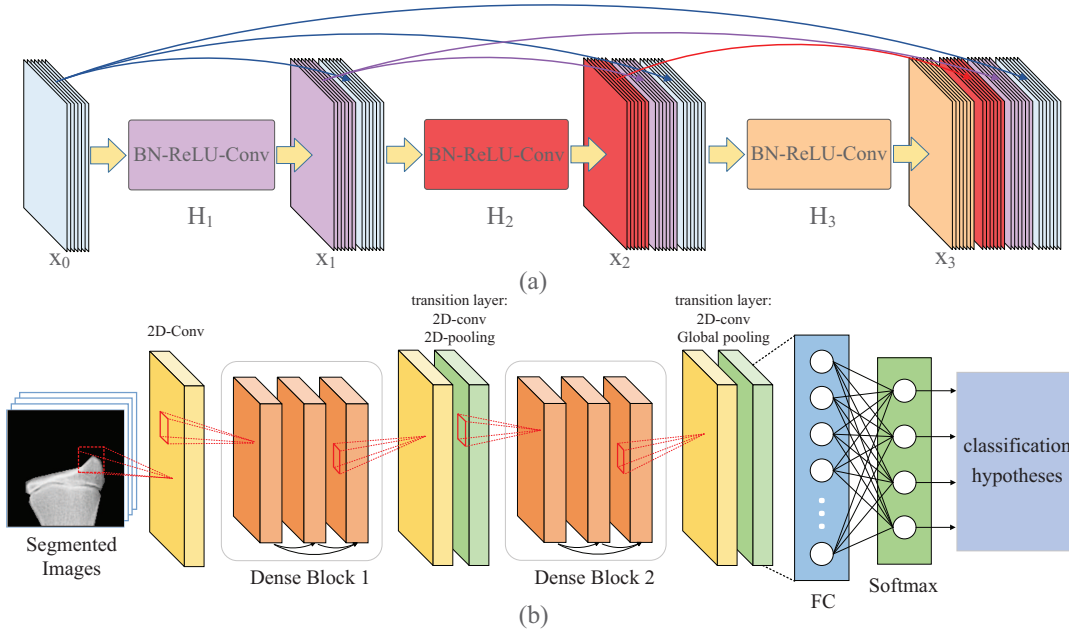 BN-ReLU-Conv
BN-ReLU-Conv
BN-ReLU-Conv
H1
H2
H3
x0
x1
x2
x3
(a)
2D-Conv
transition layer:
2D-conv
2D-pooling
transition layer:
2D-conv
Global pooling
classification
hypotheses
Segmented
Images
Dense Block 1
Dense Block 2
FC
Softmax
(b)